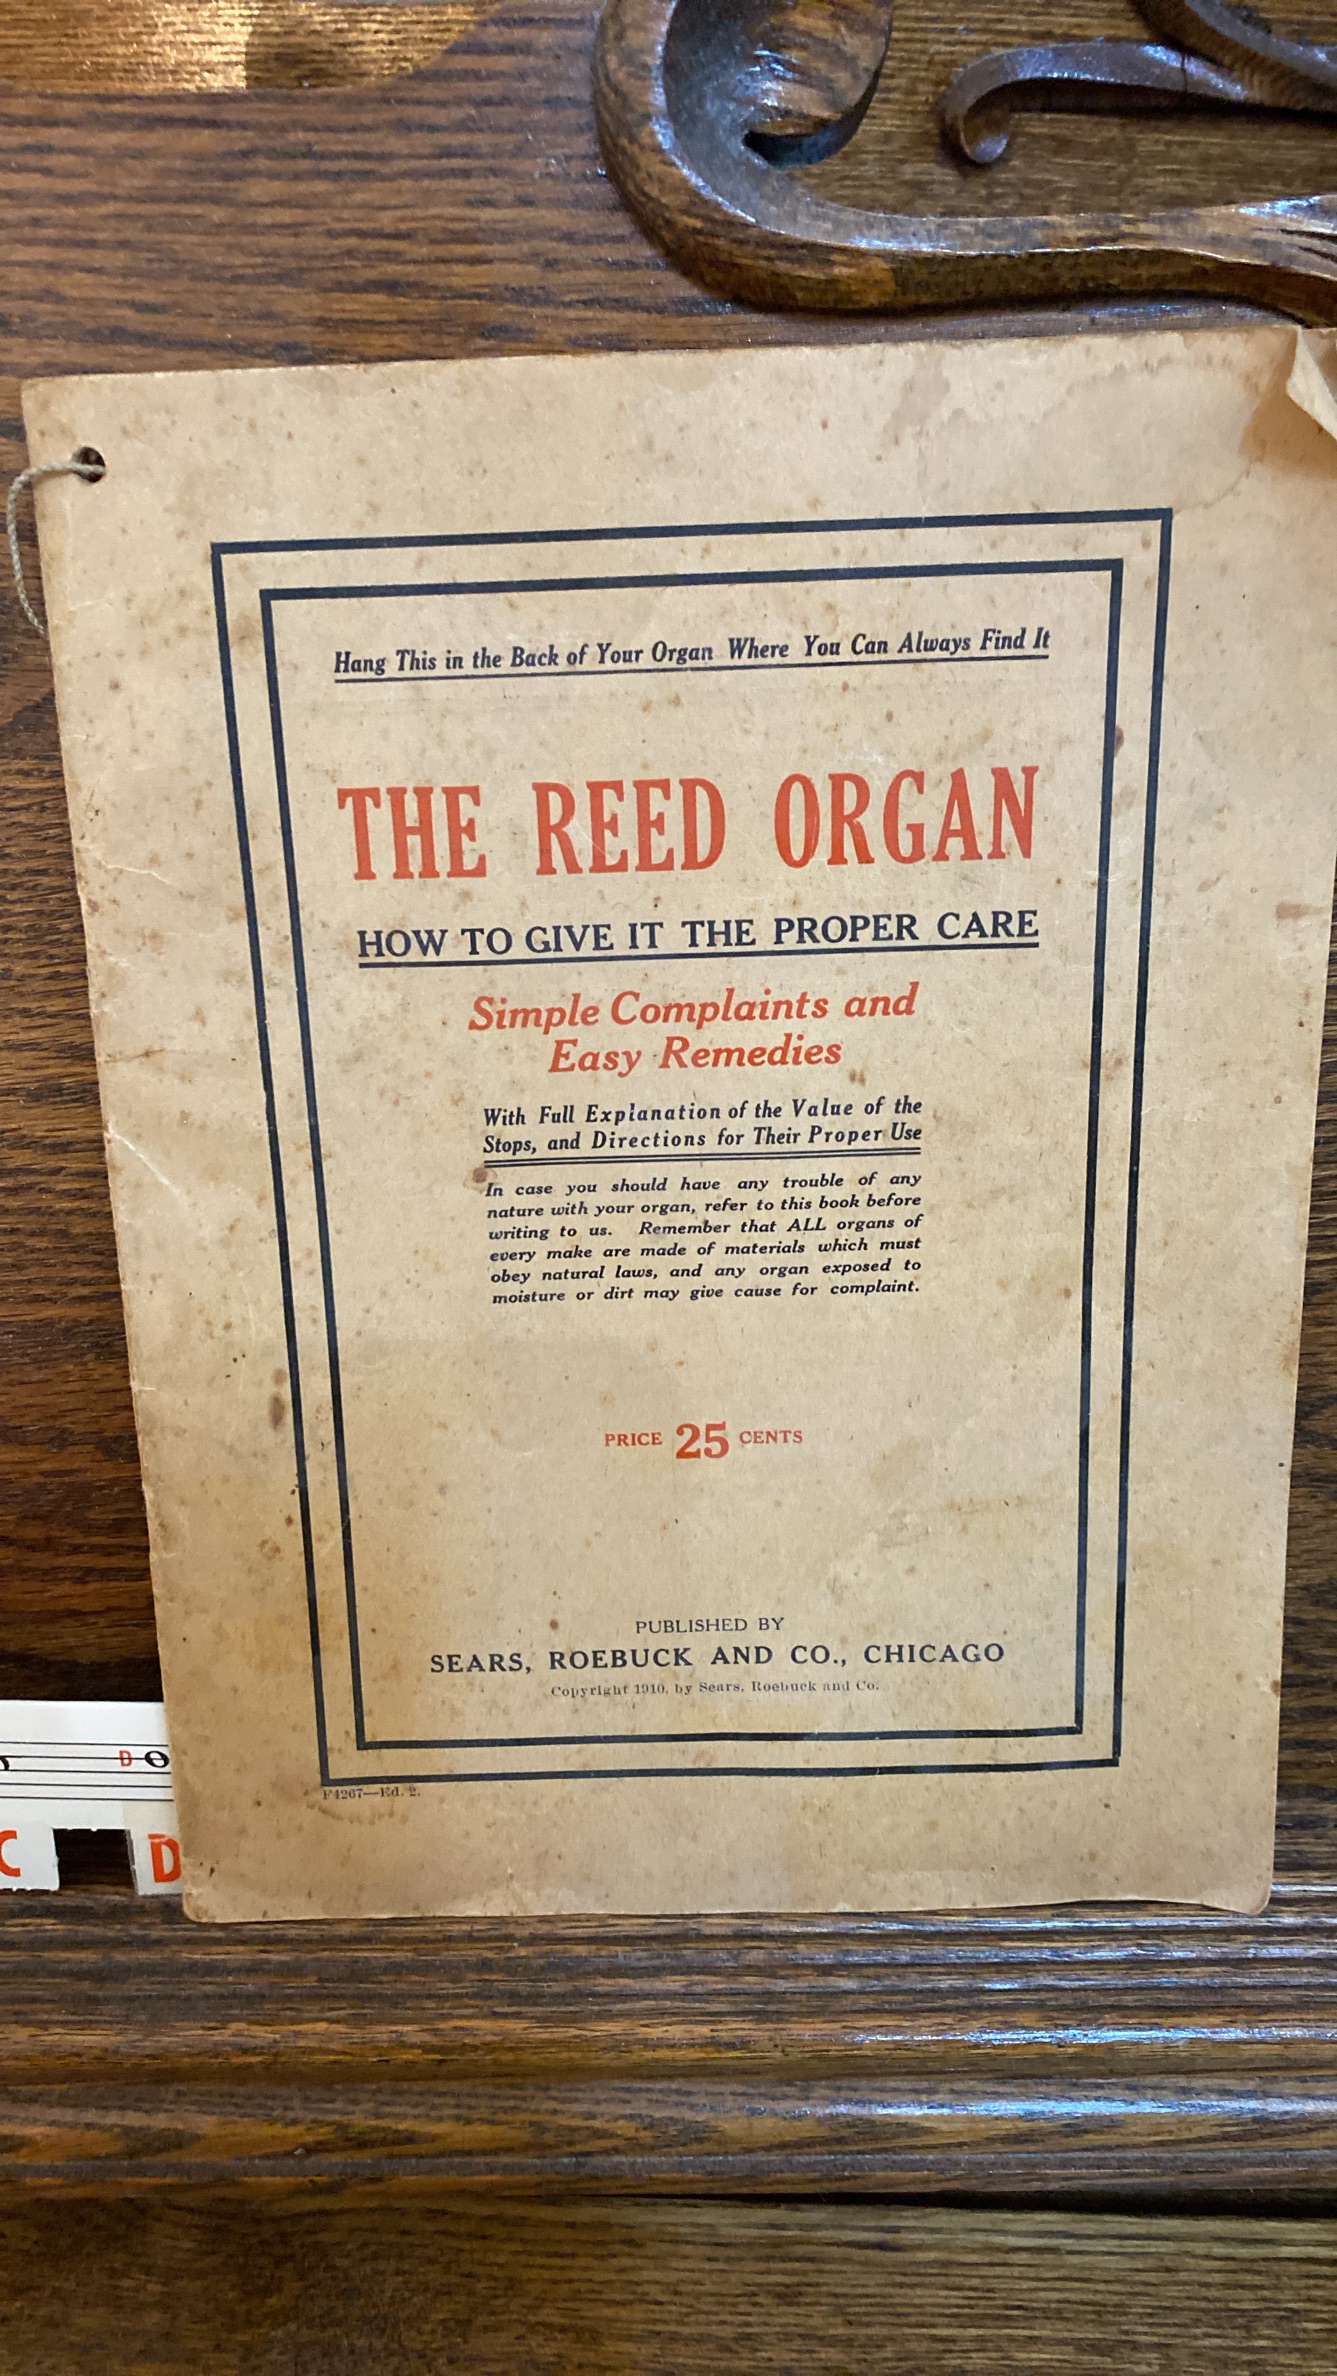 Hang This in the Back of Your Organ Where You Can Always Find It
THE REED ORGAN
HOW TO GIVE IT THE PROPER CARE
Simple Complaints and
Easy Remedies
With Full Explanation of the Value of the
Stops, and Directions for Their Proper Use
In case you should have any trouble of any
nature with your organ, refer to this book before
writing to us. Remember that ALL organs of
every make are made of materials which must
obey natural laws, and any organ exposed to
moisture or dirt may give cause for complaint.
PRICE 25 CENTS
PUBLISHED BY
SEARS, ROEBUCK AND CO., CHICAGO
Copyright 1910, by Sears, Roebuck and Co.
F4267—Ed. 2.
D
C D